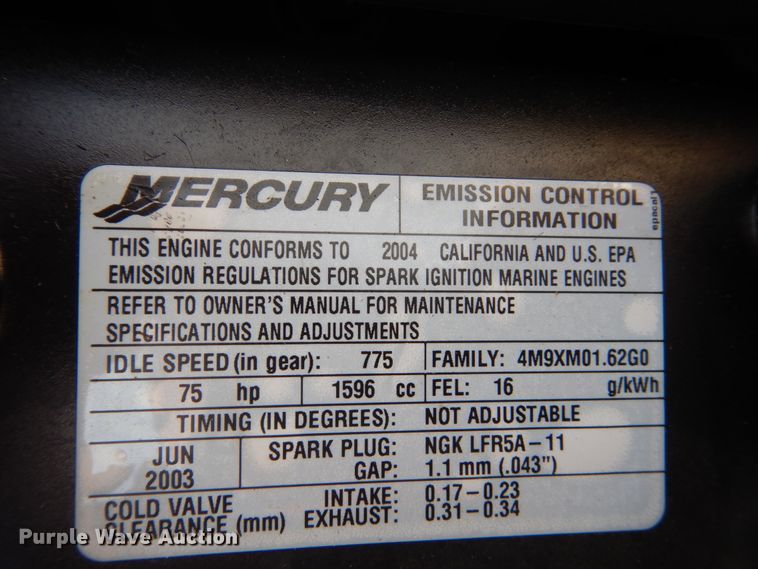 MERCURY
EMISSION CONTROL
INFORMATION
epacal1
THIS ENGINE CONFORMS TO 2004 CALIFORNIA AND U.S. EPA
EMISSION REGULATIONS FOR SPARK IGNITION MARINE ENGINES
REFER TO OWNER'S MANUAL FOR MAINTENANCE
SPECIFICATIONS AND ADJUSTMENTS
IDLE SPEED (in gear): 775 FAMILY: 4M9XM01.62G0
75 hp 1596 cc FEL: 16 g/kWh
TIMING (IN DEGREES): NOT ADJUSTABLE
JUN
2003
SPARK PLUG: NGK LFR5A-11
GAP: 1.1 mm (.043")
COLD VALVE
CLEARANCE (mm)
INTAKE: 0.17-0.23
EXHAUST: 0.31-0.34
Purple Wave Auction